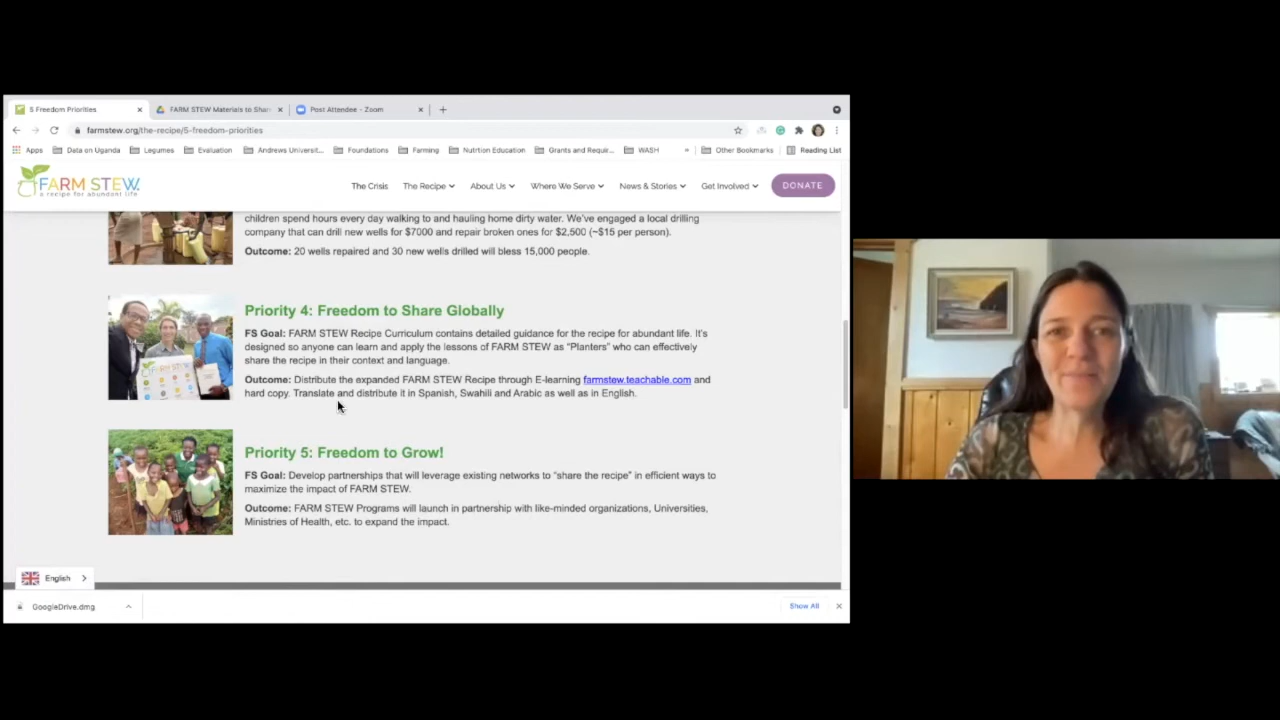 5 Freedom Priorities
FARM STEW Materials to Shar
Post Attendee - Zoom
farmstew.org/the-recipe/5-freedom-priorities
Apps
Data on Uganda
Legumes
Evaluation
Andrews Universit...
Foundations
Farming
Nutrtion Education
Grants and Requir...
WASH
»
Other Bookmarks
Reading List
FARM STEW
a recipe for abundant life
The Crisis
The Recipe
About Us
Where We Serve
News & Stories
Get Involved
DONATE
children spend hours every day walking to and hauling home dirty water. We've engaged a local drilling
company that can drill new wells for $7000 and repair broken ones for $2,500 (~$15 per person).
Outcome: 20 wells repaired and 30 new wells drilled will bless 15,000 people.
Priority 4: Freedom to Share Globally
FS Goal: FARM STEW Recipe Curriculum contains detailed guidance for the recipe for abundant life. It's
designed so anyone can learn and apply the lessons of FARM STEW as “Planters” who can effectively
share the recipe in their context and language.
Outcome: Distribute the expanded FARM STEW Recipe through E-learning farmstew.teachable.com and
hard copy. Translate and distribute it in Spanish, Swahili and Arabic as well as in English.
Priority 5: Freedom to Grow!
FS Goal: Develop partnerships that will leverage existing networks to “share the recipe” in efficient ways to
maximize the impact of FARM STEW.
Outcome: FARM STEW Programs will launch in partnership with like-minded organizations, Universities,
Ministries of Health, etc. to expand the impact.
English
GoogleDrive.dmg
Show All